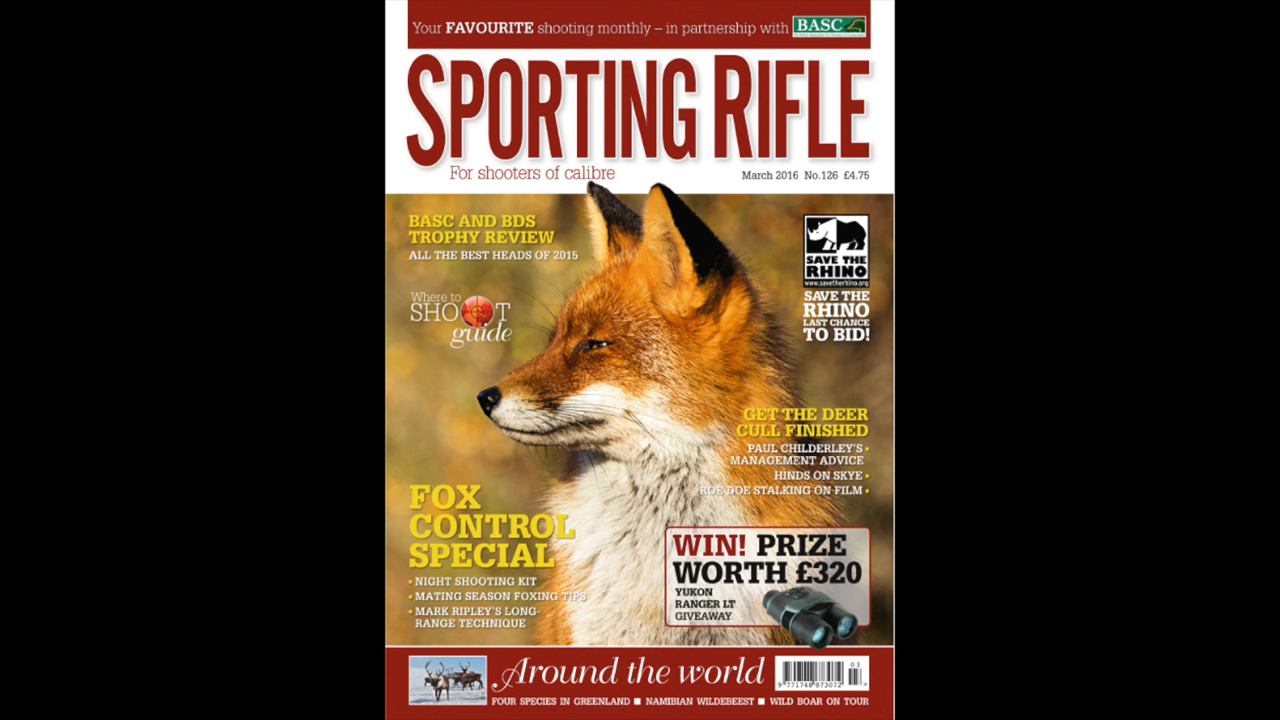 Your FAVOURITE shooting monthly – in partnership with BASC
SPORTING RIFLE
For shooters of calibre
March 2016 No.126 £4.75
BASC AND BDS
TROPHY REVIEW
ALL THE BEST HEADS OF 2015
Where to
SHOOT
guide
SAVE THE
RHINO
www.savetherhino.org
SAVE THE
RHINO
LAST CHANCE
TO BID!
GET THE DEER
CULL FINISHED
PAUL CHILDERLEY'S
MANAGEMENT ADVICE
HINDS ON SKYE
ROE DOE STALKING ON FILM
FOX
CONTROL
SPECIAL
NIGHT SHOOTING KIT
MATING SEASON FOXING TIPS
MARK RIPLEY'S LONG-
RANGE TECHNIQUE
WIN! PRIZE
WORTH £320
YUKON
RANGER LT
GIVEAWAY
Around the world
FOUR SPECIES IN GREENLAND ■ NAMIBIAN WILDEBEEST ■ WILD BOAR ON TOUR
03
9 771748 873072